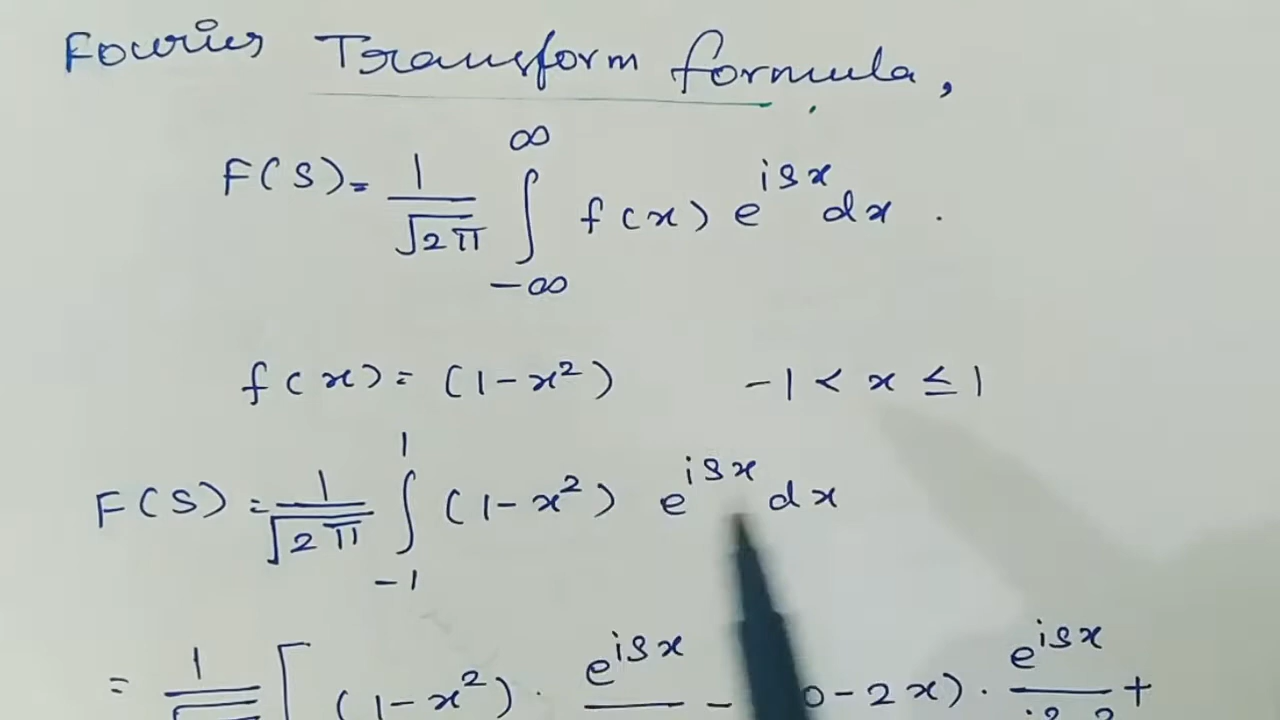 Fourier Transform formula,
F(S) = 1/√2π ∫_{-∞}^{∞} f(x) e^{isx} dx .
f(x) = (1-x²)   -1 < x ≤ 1
F(S) = 1/√2π ∫_{-1}^{1} (1-x²) e^{isx} dx
= 1/√ [ (1-x²) · e^{isx} - 0-2x) · e^{isx}/i² +